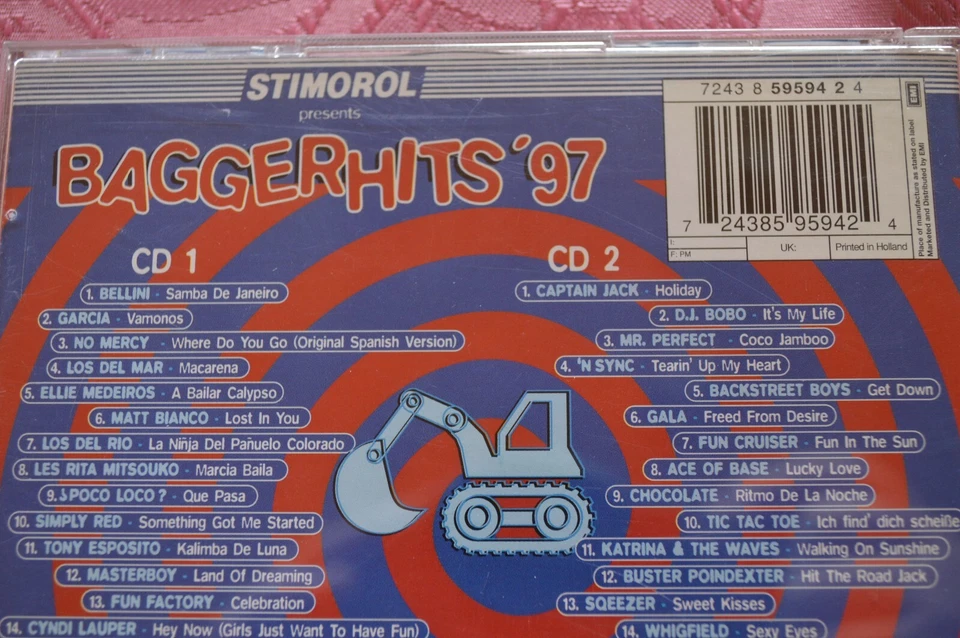 STIMOROL
presents
BAGGERHITS '97
7243 8 59594 2 4
7 24385 95942 4
I:
F: PM
UK:
Printed in Holland
EMI
Place of manufacture as stated on label
Marketed and Distributed by EMI
CD 1
1. BELLINI - Samba De Janeiro
2. GARCIA - Vamonos
3. NO MERCY - Where Do You Go (Original Spanish Version)
4. LOS DEL MAR - Macarena
5. ELLIE MEDEIROS - A Bailar Calypso
6. MATT BIANCO - Lost In You
7. LOS DEL RIO - La Niñja Del Pañuelo Colorado
8. LES RITA MITSOUKO - Marcia Baila
9. ¿POCO LOCO? - Que Pasa
10. SIMPLY RED - Something Got Me Started
11. TONY ESPOSITO - Kalimba De Luna
12. MASTERBOY - Land Of Dreaming
13. FUN FACTORY - Celebration
14. CYNDI LAUPER - Hey Now (Girls Just Want To Have Fun)
CD 2
1. CAPTAIN JACK - Holiday
2. D.J. BOBO - It's My Life
3. MR. PERFECT - Coco Jamboo
4. 'N SYNC - Tearin' Up My Heart
5. BACKSTREET BOYS - Get Down
6. GALA - Freed From Desire
7. FUN CRUISER - Fun In The Sun
8. ACE OF BASE - Lucky Love
9. CHOCOLATE - Ritmo De La Noche
10. TIC TAC TOE - Ich find' dich scheiße
11. KATRINA & THE WAVES - Walking On Sunshine
12. BUSTER POINDEXTER - Hit The Road Jack
13. SQEEZER - Sweet Kisses
14. WHIGFIELD - Sexy Eyes